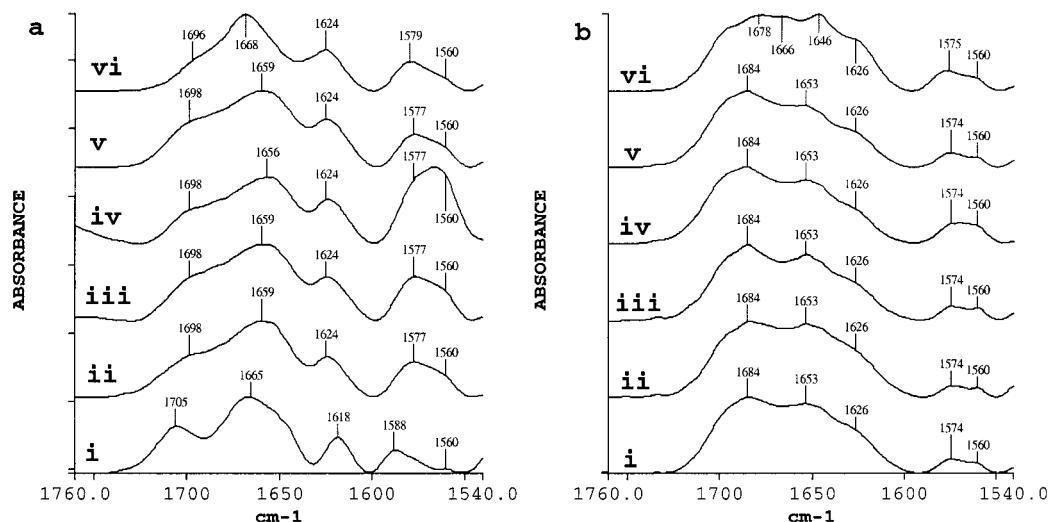 a
1696 1668 1624 1579 1560
vi
1698 1659 1624 1577 1560
v
1698 1656 1624 1577 1560
iv
1698 1659 1624 1577 1560
iii
1698 1659 1624 1577 1560
ii
1705 1665 1618 1588 1560
i
ABSORBANCE
1760.0 1700 1650 1600 1540.0
cm-1
b
1678 1666 1646 1626 1575 1560
vi
1684 1653 1626 1574 1560
v
1684 1653 1626 1574 1560
iv
1684 1653 1626 1574 1560
iii
1684 1653 1626 1574 1560
ii
1684 1653 1626 1574 1560
i
ABSORBANCE
1760.0 1700 1650 1600 1540.0
cm-1